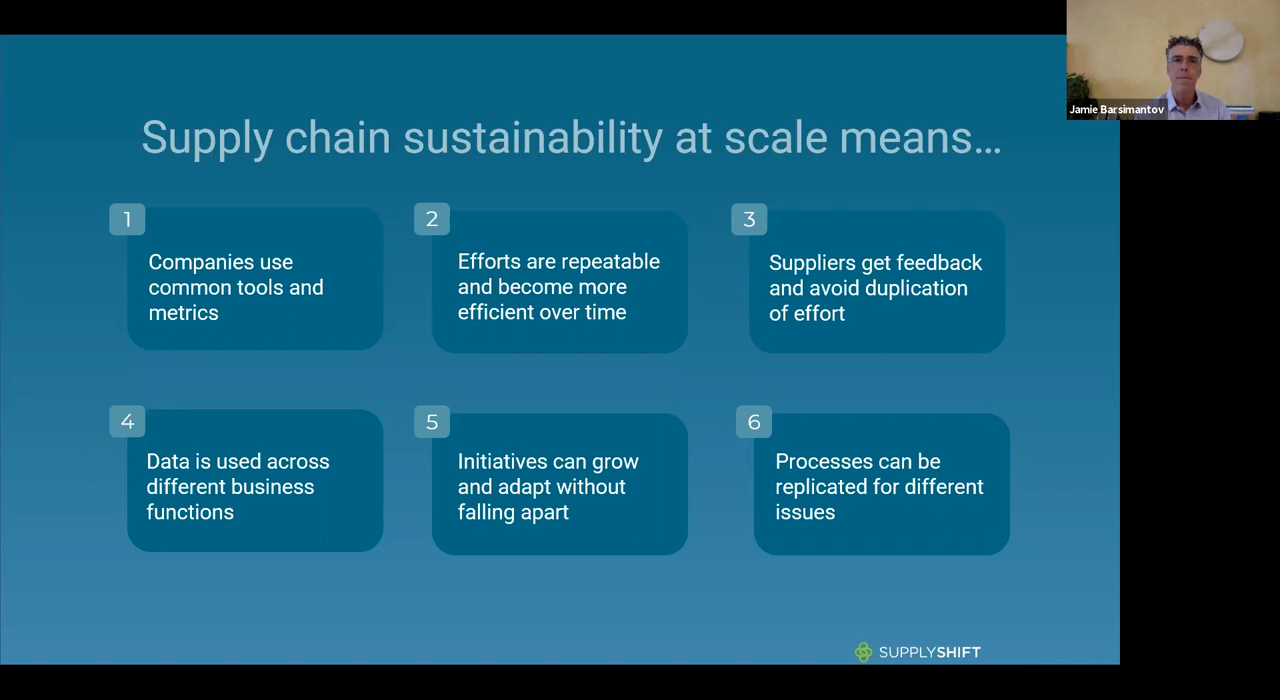 Jamie Barsimantov
Supply chain sustainability at scale means...
1
Companies use
common tools and
metrics
2
Efforts are repeatable
and become more
efficient over time
3
Suppliers get feedback
and avoid duplication
of effort
4
Data is used across
different business
functions
5
Initiatives can grow
and adapt without
falling apart
6
Processes can be
replicated for different
issues
SUPPLYSHIFT